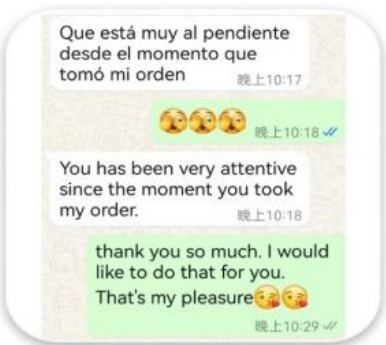 Que está muy al pendiente
desde el momento que
tomó mi orden
晚上10:17
晚上10:18
You has been very attentive
since the moment you took
my order.
晚上10:18
thank you so much. I would
like to do that for you.
That's my pleasure😘😘
晚上10:29